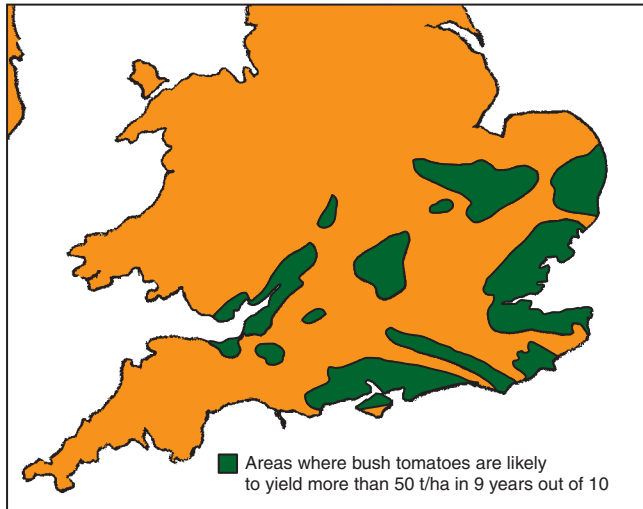 Areas where bush tomatoes are likely
to yield more than 50 t/ha in 9 years out of 10